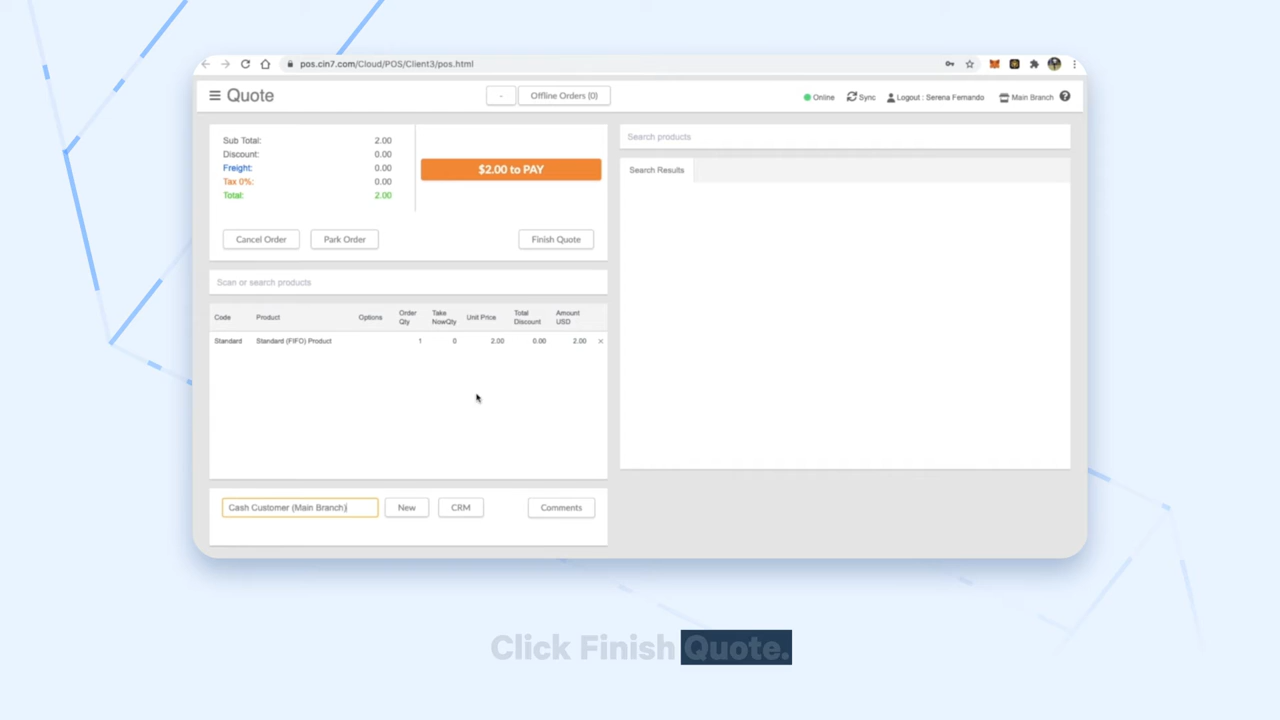 pos.cin7.com/Cloud/POS/Client3/pos.html
Quote
-
Offline Orders (0)
Online
Sync
Logout : Serena Fernando
Main Branch
Sub Total: 2.00
Discount: 0.00
Freight: 0.00
Tax 0%: 0.00
Total: 2.00
$2.00 to PAY
Cancel Order
Park Order
Finish Quote
Scan or search products
Code Product Options Order Qty Take NowQty Unit Price Total Discount Amount USD
Standard Standard (FIFO) Product 1 0 2.00 0.00 2.00 ×
Cash Customer (Main Branch)
New
CRM
Comments
Search products
Search Results
Click Finish Quote.